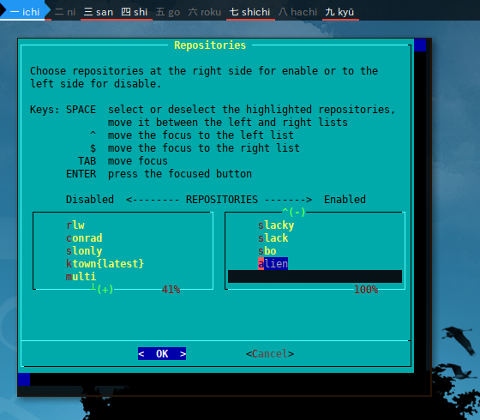 一 ichi 二 ni 三 san 四 shi 五 go 六 roku 七 shichi 八 hachi 九 kyū
Repositories
Choose repositories at the right side for enable or to the
left side for disable.
Keys: SPACE select or deselect the highlighted repositories,
move it between the left and right lists
^ move the focus to the left list
$ move the focus to the right list
TAB move focus
ENTER press the focused button
Disabled <-------- REPOSITORIES -------> Enabled
^(-)
rlw slacky
conrad slack
slonly sbo
ktown{latest} alien
multi
└(+) 41% 100%
< OK > <Cancel>